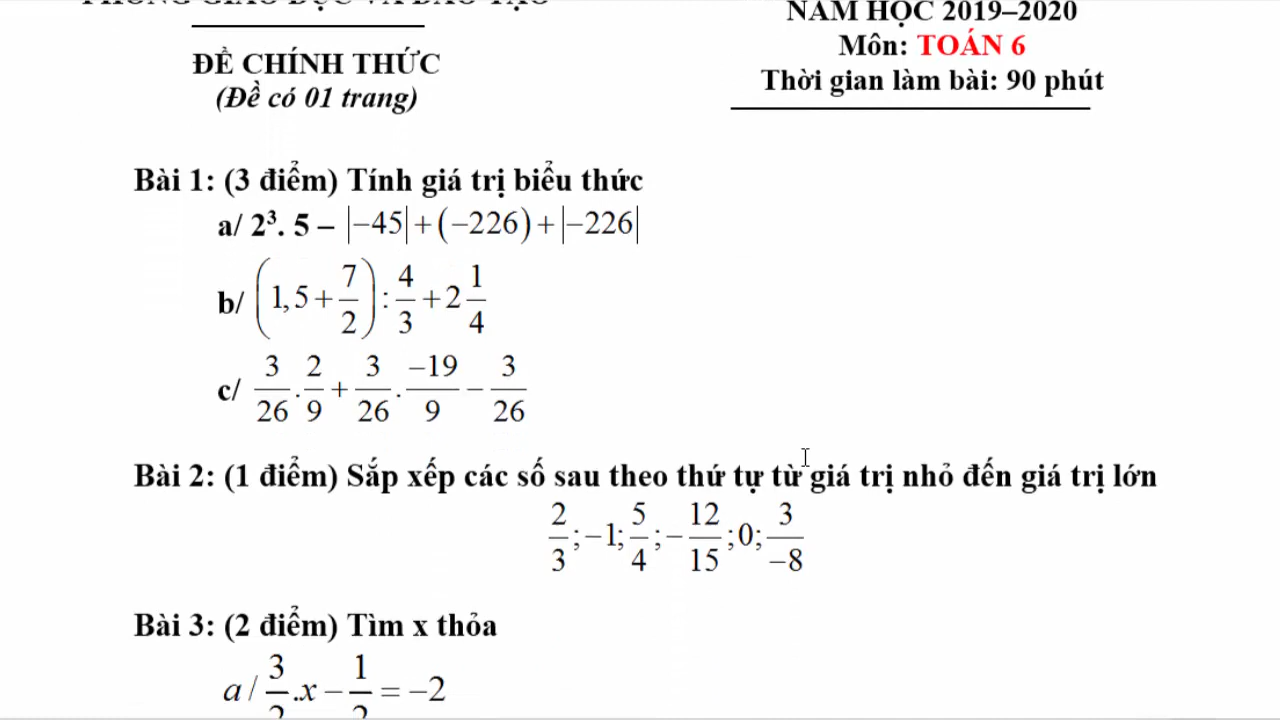 NĂM HỌC 2019–2020
ĐỀ CHÍNH THỨC
Môn: TOÁN 6
(Đề có 01 trang)
Thời gian làm bài: 90 phút
Bài 1: (3 điểm) Tính giá trị biểu thức
a/ 2³. 5 – |−45| + (−226) + |−226|
b/ (1,5 + 7/2) : 4/3 + 2 1/4
c/ 3/26 . 2/9 + 3/26 . −19/9 − 3/26
Bài 2: (1 điểm) Sắp xếp các số sau theo thứ tự từ giá trị nhỏ đến giá trị lớn
2/3 ; −1; 5/4 ; − 12/15 ; 0; 3/−8
Bài 3: (2 điểm) Tìm x thỏa
a / 3/2 .x − 1/2 = −2